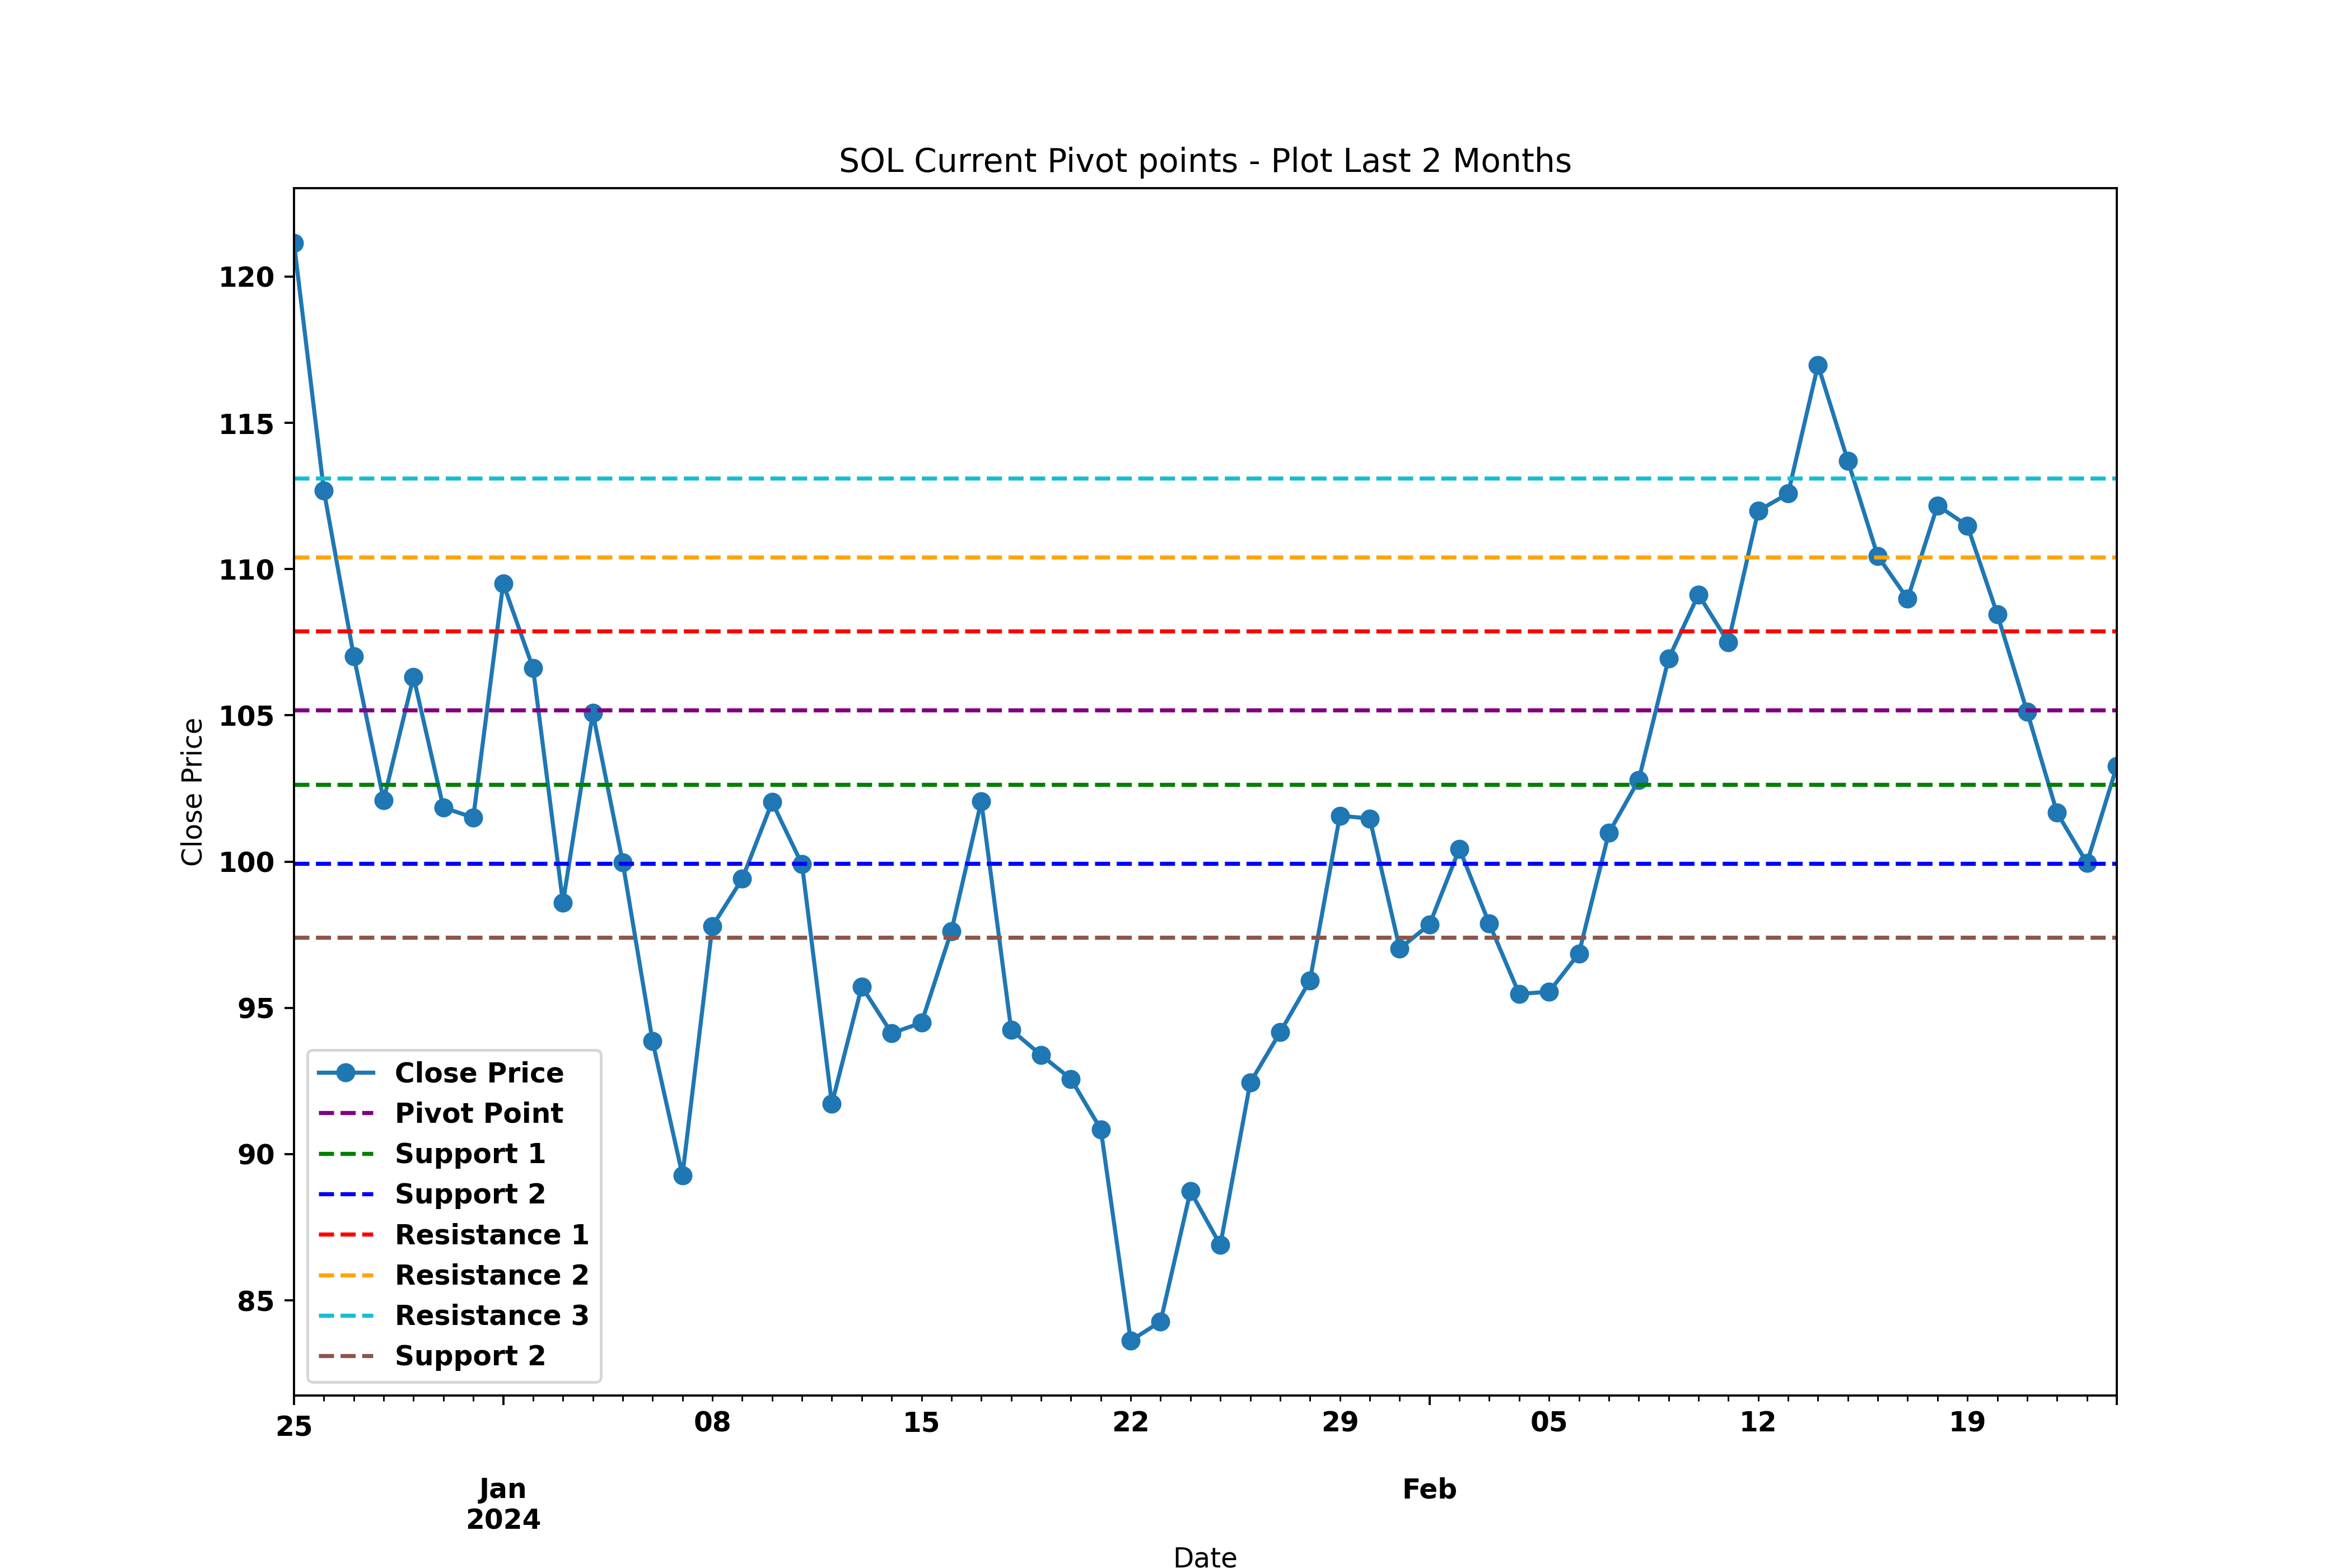 SOL Current Pivot points - Plot Last 2 Months
120
115
110
105
100
95
90
85
Close Price
Close Price
Pivot Point
Support 1
Support 2
Resistance 1
Resistance 2
Resistance 3
Support 2
25 08 15 22 29 05 12 19
Jan Feb
2024
Date